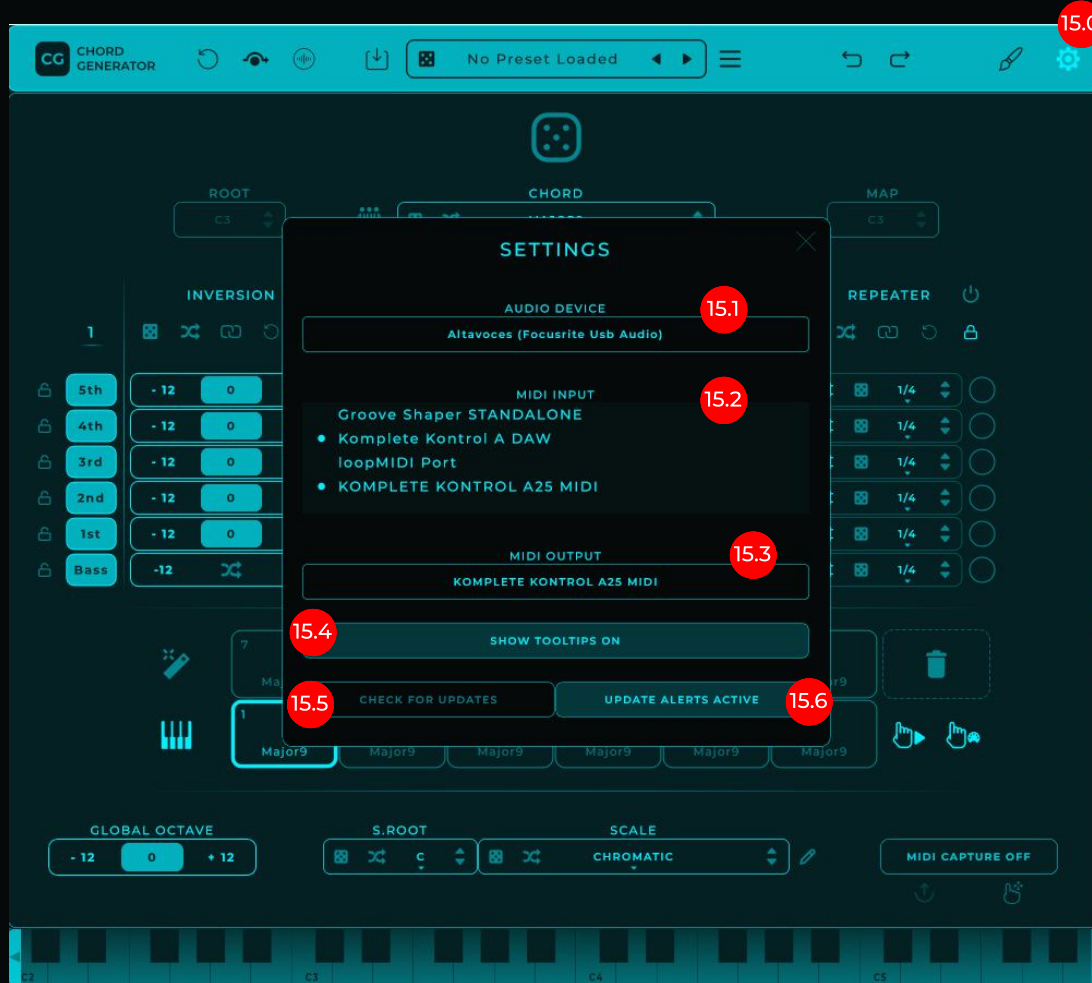 15.0
CG CHORD GENERATOR
No Preset Loaded
ROOT CHORD MAP
C3 C3
SETTINGS
INVERSION REPEATER
AUDIO DEVICE 15.1
1
Altavoces (Focusrite Usb Audio)
5th - 12 0 1/4
MIDI INPUT 15.2
Groove Shaper STANDALONE
4th - 12 0 1/4
Komplete Kontrol A DAW
3rd - 12 0 1/4
loopMIDI Port
KOMPLETE KONTROL A25 MIDI
2nd - 12 0 1/4
1st - 12 0 1/4
MIDI OUTPUT 15.3
Bass -12 1/4
KOMPLETE KONTROL A25 MIDI
15.4 SHOW TOOLTIPS ON
7
15.5 CHECK FOR UPDATES UPDATE ALERTS ACTIVE 15.6
1
Major9 Major9 Major9 Major9 Major9 Major9
GLOBAL OCTAVE S.ROOT SCALE
- 12 0 + 12 C CHROMATIC MIDI CAPTURE OFF
C2 C3 C4 C5